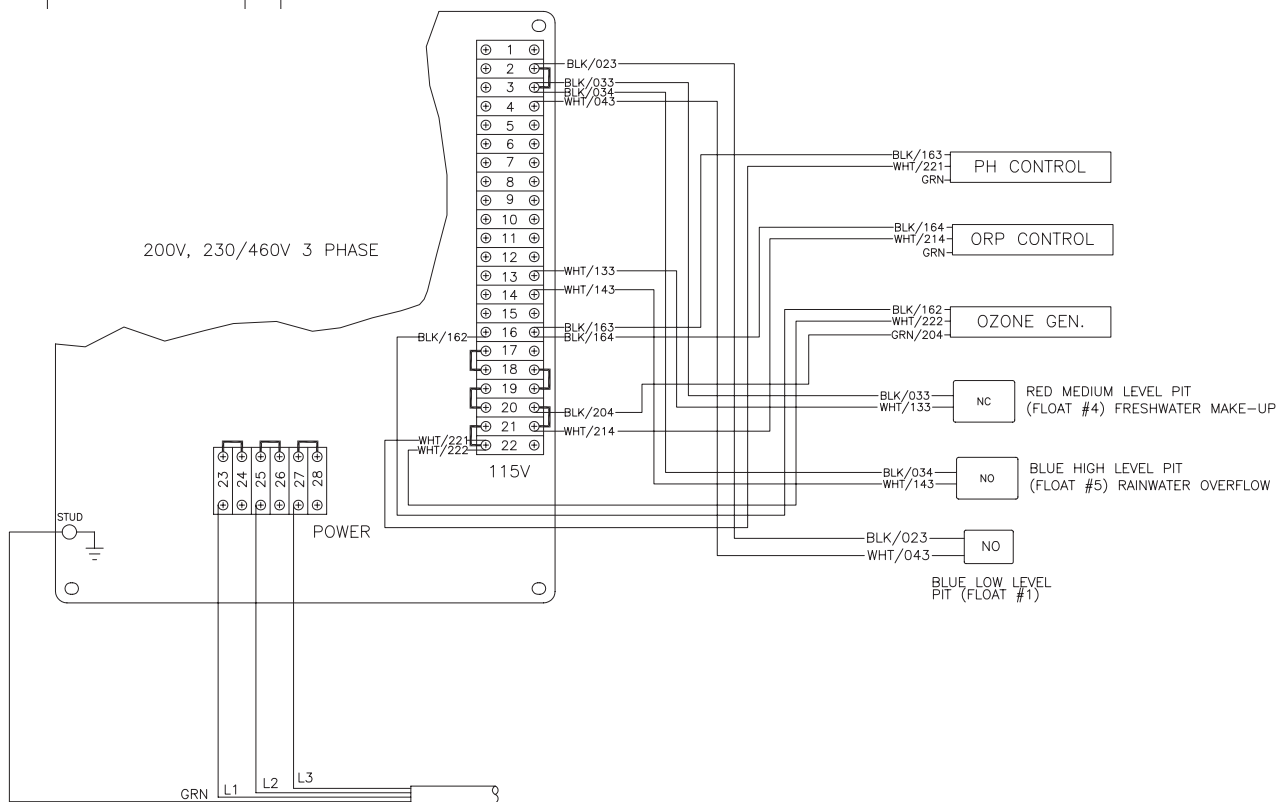 1
2
3
4
5
6
7
8
9
10
11
12
13
14
15
16
17
18
19
20
21
22
115V
BLK/023
BLK/033
BLK/034
WHT/043
WHT/133
WHT/143
BLK/163
BLK/164
BLK/204
WHT/214
BLK/162
WHT/221
WHT/222
200V, 230/460V 3 PHASE
BLK/163
WHT/221
GRN
PH CONTROL
BLK/164
WHT/214
GRN
ORP CONTROL
BLK/162
WHT/222
GRN/204
OZONE GEN.
BLK/033
WHT/133
NC
RED MEDIUM LEVEL PIT
(FLOAT #4) FRESHWATER MAKE-UP
BLK/034
WHT/143
NO
BLUE HIGH LEVEL PIT
(FLOAT #5) RAINWATER OVERFLOW
BLK/023
WHT/043
NO
BLUE LOW LEVEL
PIT (FLOAT #1)
23
24
25
26
27
28
POWER
STUD
GRN
L1
L2
L3